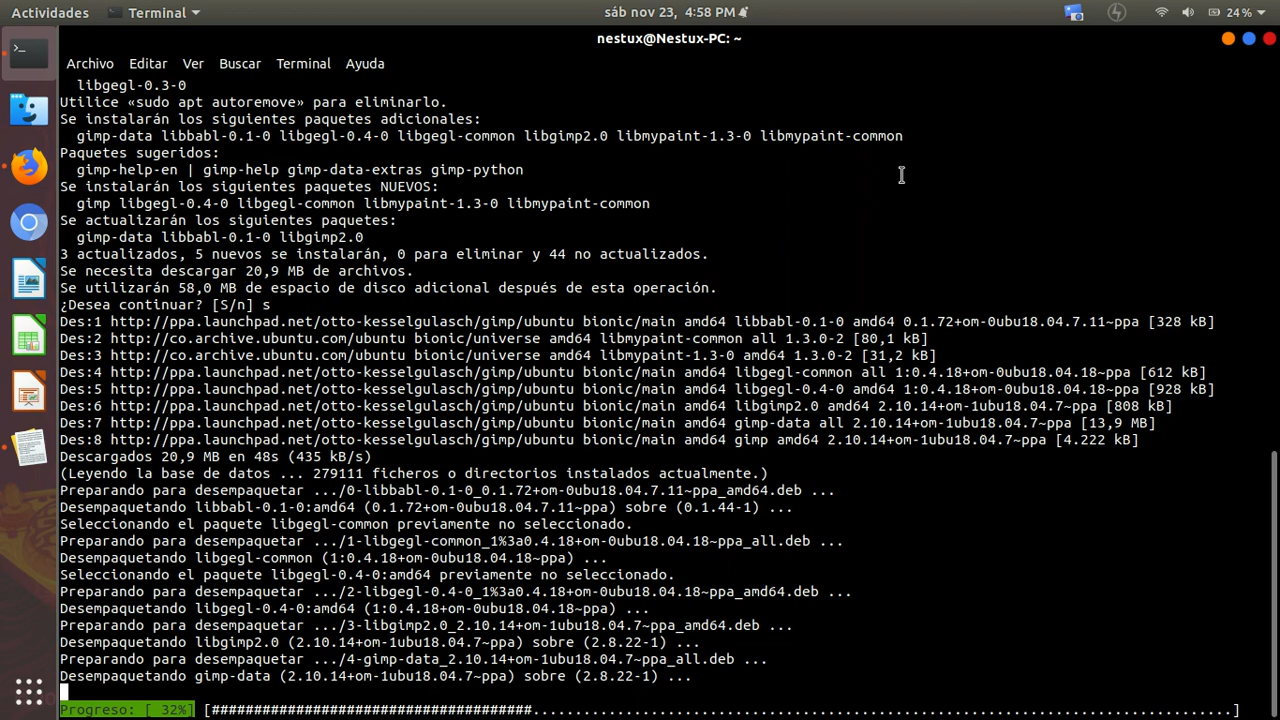 Actividades Terminal sáb nov 23, 4:58 PM 24%
nestux@Nestux-PC: ~
Archivo Editar Ver Buscar Terminal Ayuda
libgegl-0.3-0
Utilice «sudo apt autoremove» para eliminarlo.
Se instalarán los siguientes paquetes adicionales:
gimp-data libbabl-0.1-0 libgegl-0.4-0 libgegl-common libgimp2.0 libmypaint-1.3-0 libmypaint-common
Paquetes sugeridos:
gimp-help-en | gimp-help gimp-data-extras gimp-python
Se instalarán los siguientes paquetes NUEVOS:
gimp libgegl-0.4-0 libgegl-common libmypaint-1.3-0 libmypaint-common
Se actualizarán los siguientes paquetes:
gimp-data libbabl-0.1-0 libgimp2.0
3 actualizados, 5 nuevos se instalarán, 0 para eliminar y 44 no actualizados.
Se necesita descargar 20,9 MB de archivos.
Se utilizarán 58,0 MB de espacio de disco adicional después de esta operación.
¿Desea continuar? [S/n] s
Des:1 http://ppa.launchpad.net/otto-kesselgulasch/gimp/ubuntu bionic/main amd64 libbabl-0.1-0 amd64 0.1.72+om-0ubu18.04.7.11~ppa [328 kB]
Des:2 http://co.archive.ubuntu.com/ubuntu bionic/universe amd64 libmypaint-common all 1.3.0-2 [80,1 kB]
Des:3 http://co.archive.ubuntu.com/ubuntu bionic/universe amd64 libmypaint-1.3-0 amd64 1.3.0-2 [31,2 kB]
Des:4 http://ppa.launchpad.net/otto-kesselgulasch/gimp/ubuntu bionic/main amd64 libgegl-common all 1:0.4.18+om-0ubu18.04.18~ppa [612 kB]
Des:5 http://ppa.launchpad.net/otto-kesselgulasch/gimp/ubuntu bionic/main amd64 libgegl-0.4-0 amd64 1:0.4.18+om-0ubu18.04.18~ppa [928 kB]
Des:6 http://ppa.launchpad.net/otto-kesselgulasch/gimp/ubuntu bionic/main amd64 libgimp2.0 amd64 2.10.14+om-1ubu18.04.7~ppa [808 kB]
Des:7 http://ppa.launchpad.net/otto-kesselgulasch/gimp/ubuntu bionic/main amd64 gimp-data all 2.10.14+om-1ubu18.04.7~ppa [13,9 MB]
Des:8 http://ppa.launchpad.net/otto-kesselgulasch/gimp/ubuntu bionic/main amd64 gimp amd64 2.10.14+om-1ubu18.04.7~ppa [4.222 kB]
Descargados 20,9 MB en 48s (435 kB/s)
(Leyendo la base de datos ... 279111 ficheros o directorios instalados actualmente.)
Preparando para desempaquetar .../0-libbabl-0.1-0_0.1.72+om-0ubu18.04.7.11~ppa_amd64.deb ...
Desempaquetando libbabl-0.1-0:amd64 (0.1.72+om-0ubu18.04.7.11~ppa) sobre (0.1.44-1) ...
Seleccionando el paquete libgegl-common previamente no seleccionado.
Preparando para desempaquetar .../1-libgegl-common_1%3a0.4.18+om-0ubu18.04.18~ppa_all.deb ...
Desempaquetando libgegl-common (1:0.4.18+om-0ubu18.04.18~ppa) ...
Seleccionando el paquete libgegl-0.4-0:amd64 previamente no seleccionado.
Preparando para desempaquetar .../2-libgegl-0.4-0_1%3a0.4.18+om-0ubu18.04.18~ppa_amd64.deb ...
Desempaquetando libgegl-0.4-0:amd64 (1:0.4.18+om-0ubu18.04.18~ppa) ...
Preparando para desempaquetar .../3-libgimp2.0_2.10.14+om-1ubu18.04.7~ppa_amd64.deb ...
Desempaquetando libgimp2.0 (2.10.14+om-1ubu18.04.7~ppa) sobre (2.8.22-1) ...
Preparando para desempaquetar .../4-gimp-data_2.10.14+om-1ubu18.04.7~ppa_all.deb ...
Desempaquetando gimp-data (2.10.14+om-1ubu18.04.7~ppa) sobre (2.8.22-1) ...
Progreso: [ 32%] [######################################....................................................................................]